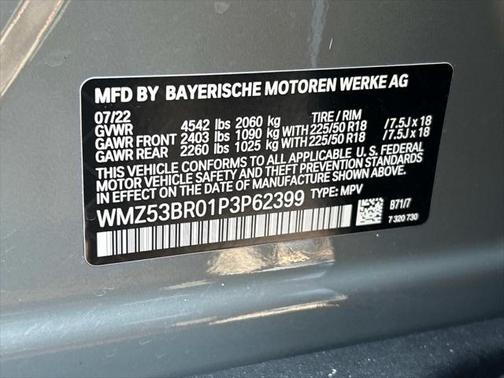 MFD BY BAYERISCHE MOTOREN WERKE AG
07/22 TIRE / RIM
GVWR 4542 lbs 2060 kg
GAWR FRONT 2403 lbs 1090 kg WITH 225/50 R18 / 7.5J x 18
GAWR REAR 2260 lbs 1025 kg WITH 225/50 R18 / 7.5J x 18
THIS VEHICLE CONFORMS TO ALL APPLICABLE U.S. FEDERAL
MOTOR VEHICLE SAFETY, BUMPER, AND THEFT PREVENTION
STANDARDS IN EFFECT ON THE DATE OF MANUFACTURE SHOWN ABOVE.
WMZ53BR01P3P62399 TYPE: MPV
B71/7
7 320 730